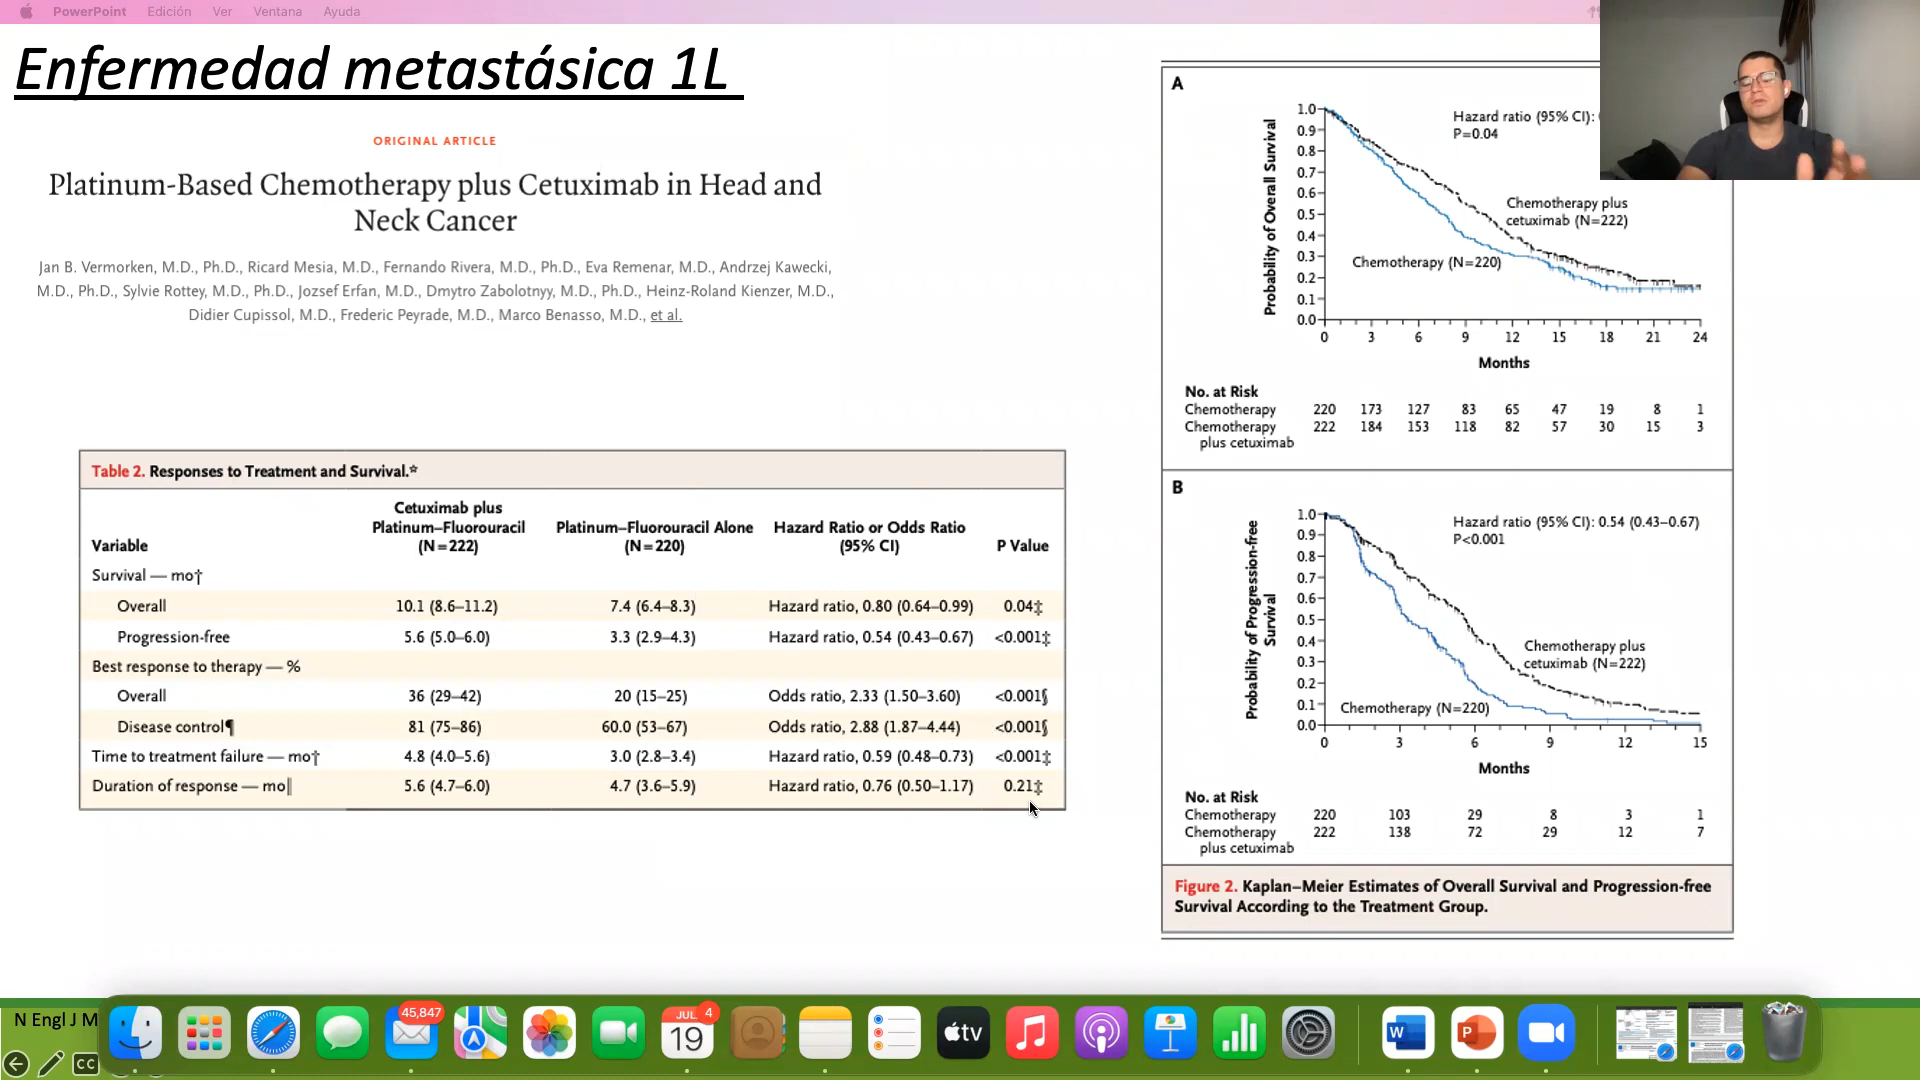 PowerPoint Edición Ver Ventana Ayuda
Enfermedad metastásica 1L
ORIGINAL ARTICLE
Platinum-Based Chemotherapy plus Cetuximab in Head and
Neck Cancer
Jan B. Vermorken, M.D., Ph.D., Ricard Mesia, M.D., Fernando Rivera, M.D., Ph.D., Eva Remenar, M.D., Andrzej Kawecki,
M.D., Ph.D., Sylvie Rottey, M.D., Ph.D., Jozsef Erfan, M.D., Dmytro Zabolotnyy, M.D., Ph.D., Heinz-Roland Kienzer, M.D.,
Didier Cupissol, M.D., Frederic Peyrade, M.D., Marco Benasso, M.D., et al.
Table 2. Responses to Treatment and Survival.*
Variable Cetuximab plus Platinum–Fluorouracil (N=222) Platinum–Fluorouracil Alone (N=220) Hazard Ratio or Odds Ratio (95% CI) P Value
Survival — mo†
Overall 10.1 (8.6–11.2) 7.4 (6.4–8.3) Hazard ratio, 0.80 (0.64–0.99) 0.04‡
Progression-free 5.6 (5.0–6.0) 3.3 (2.9–4.3) Hazard ratio, 0.54 (0.43–0.67) <0.001‡
Best response to therapy — %
Overall 36 (29–42) 20 (15–25) Odds ratio, 2.33 (1.50–3.60) <0.001§
Disease control¶ 81 (75–86) 60.0 (53–67) Odds ratio, 2.88 (1.87–4.44) <0.001§
Time to treatment failure — mo† 4.8 (4.0–5.6) 3.0 (2.8–3.4) Hazard ratio, 0.59 (0.48–0.73) <0.001‡
Duration of response — mo‖ 5.6 (4.7–6.0) 4.7 (3.6–5.9) Hazard ratio, 0.76 (0.50–1.17) 0.21‡
A
Probability of Overall Survival
1.0
0.9
0.8
0.7
0.6
0.5
0.4
0.3
0.2
0.1
0.0
Hazard ratio (95% CI):
P=0.04
Chemotherapy plus
cetuximab (N=222)
Chemotherapy (N=220)
0 3 6 9 12 15 18 21 24
Months
No. at Risk
Chemotherapy 220 173 127 83 65 47 19 8 1
Chemotherapy 222 184 153 118 82 57 30 15 3
plus cetuximab
B
Probability of Progression-free
Survival
1.0
0.9
0.8
0.7
0.6
0.5
0.4
0.3
0.2
0.1
0.0
Hazard ratio (95% CI): 0.54 (0.43–0.67)
P<0.001
Chemotherapy plus
cetuximab (N=222)
Chemotherapy (N=220)
0 3 6 9 12 15
Months
No. at Risk
Chemotherapy 220 103 29 8 3 1
Chemotherapy 222 138 72 29 12 7
plus cetuximab
Figure 2. Kaplan–Meier Estimates of Overall Survival and Progression-free
Survival According to the Treatment Group.
N Engl J M
45,847
JUL 4
19
tv
W
P
CC